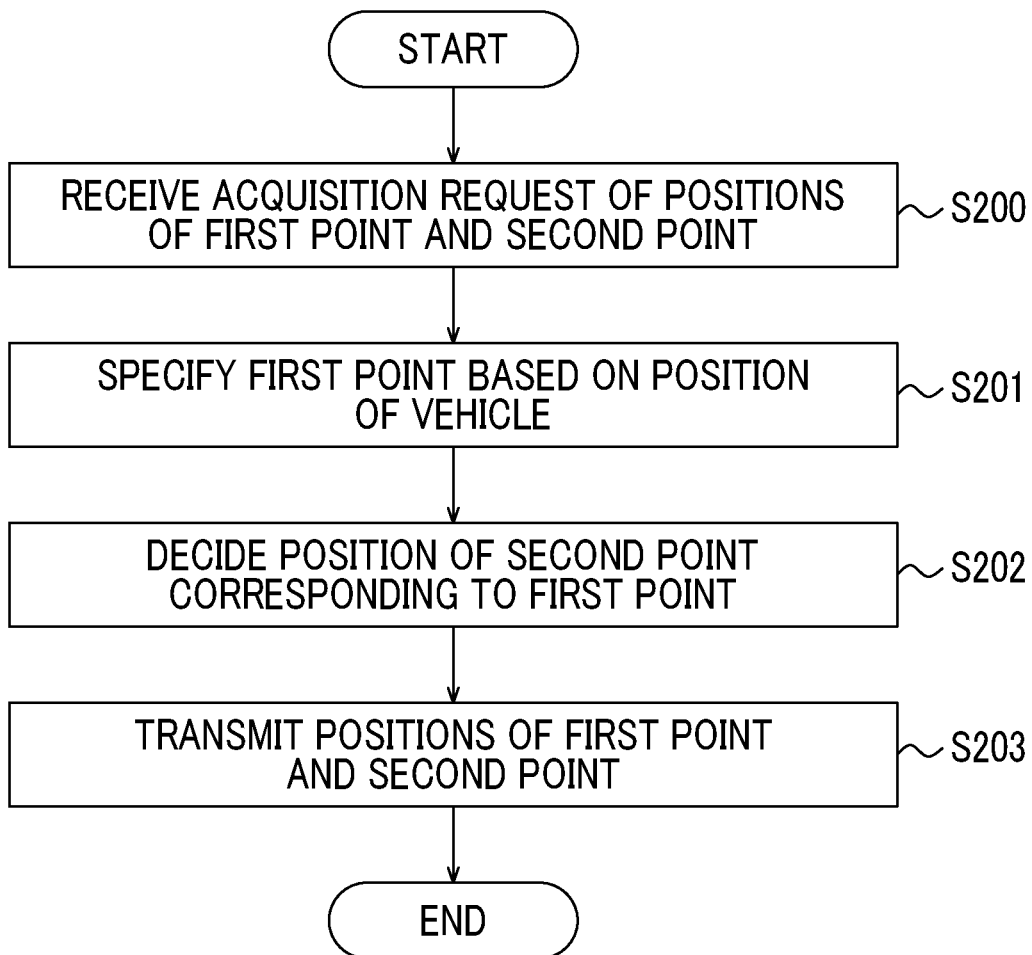 START
RECEIVE ACQUISITION REQUEST OF POSITIONS
OF FIRST POINT AND SECOND POINT
S200
SPECIFY FIRST POINT BASED ON POSITION
OF VEHICLE
S201
DECIDE POSITION OF SECOND POINT
CORRESPONDING TO FIRST POINT
S202
TRANSMIT POSITIONS OF FIRST POINT
AND SECOND POINT
S203
END